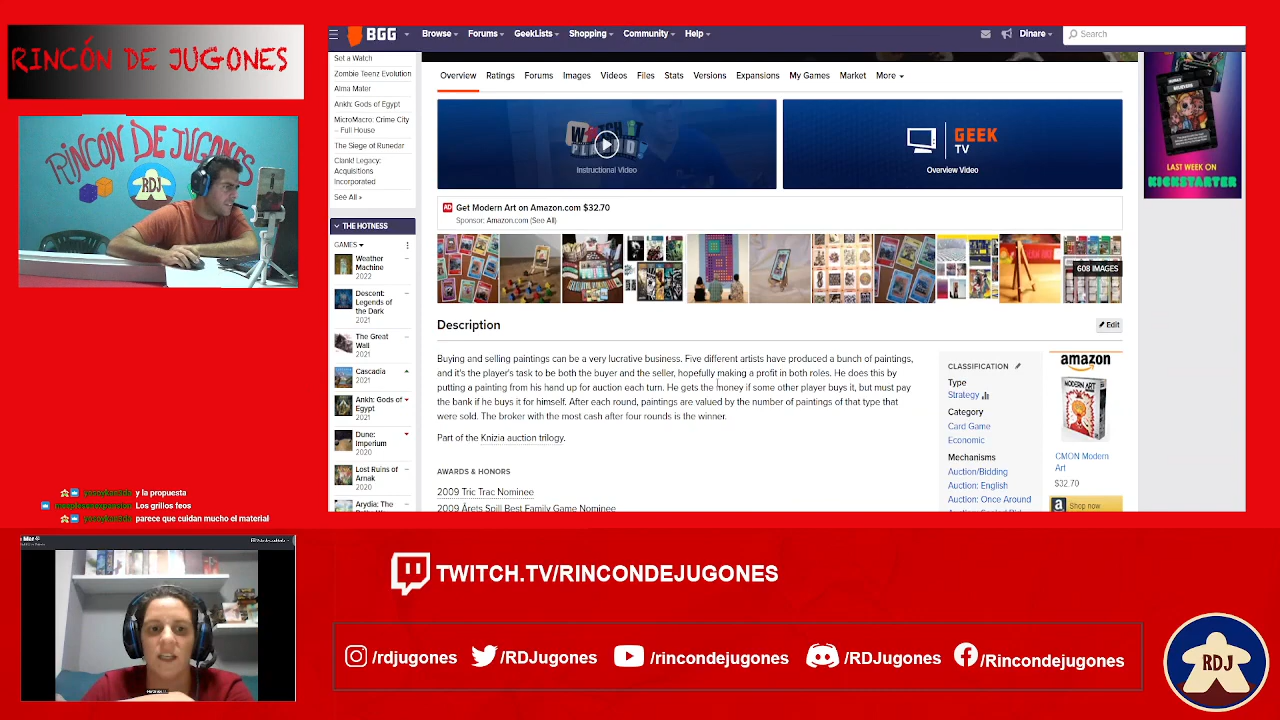 RINCÓN DE JUGONES
RINCÓN DE JUGONES
RDJ
y la propuesta
Los grillos feos
parece que cuidan mucho el material
BGG
Browse
Forums
GeekLists
Shopping
Community
Help
Dinare
Search
Set a Watch
Zombie Teenz Evolution
Alma Mater
Ankh: Gods of Egypt
MicroMacro: Crime City
– Full House
The Siege of Runedar
Clank! Legacy:
Acquisitions
Incorporated
See All »
THE HOTNESS
GAMES
Weather
Machine
2022
Descent:
Legends of
the Dark
2021
The Great
Wall
2021
Cascadia
2021
Ankh: Gods of
Egypt
2021
Dune:
Imperium
2020
Lost Ruins of
Arnak
2020
Arydia: The
Overview
Ratings
Forums
Images
Videos
Files
Stats
Versions
Expansions
My Games
Market
More
WATCH IT PLAYED!
Instructional Video
GEEK
TV
Overview Video
AD Get Modern Art on Amazon.com $32.70
Sponsor: Amazon.com (See All)
608 IMAGES
Description
Edit
Buying and selling paintings can be a very lucrative business. Five different artists have produced a bunch of paintings,
and it's the player's task to be both the buyer and the seller, hopefully making a profit in both roles. He does this by
putting a painting from his hand up for auction each turn. He gets the money if some other player buys it, but must pay
the bank if he buys it for himself. After each round, paintings are valued by the number of paintings of that type that
were sold. The broker with the most cash after four rounds is the winner.
Part of the Knizia auction trilogy.
AWARDS & HONORS
2009 Tric Trac Nominee
2009 Årets Spill Best Family Game Nominee
CLASSIFICATION
Type
Strategy
Category
Card Game
Economic
Mechanisms
Auction/Bidding
Auction: English
Auction: Once Around
amazon
MODERN ART
CMON Modern
Art
$32.70
Shop now
LAST WEEK ON
KICKSTARTER
TWITCH.TV/RINCONDEJUGONES
/rdjugones
/RDJugones
/rincondejugones
/RDJugones
/Rincondejugones
RDJ